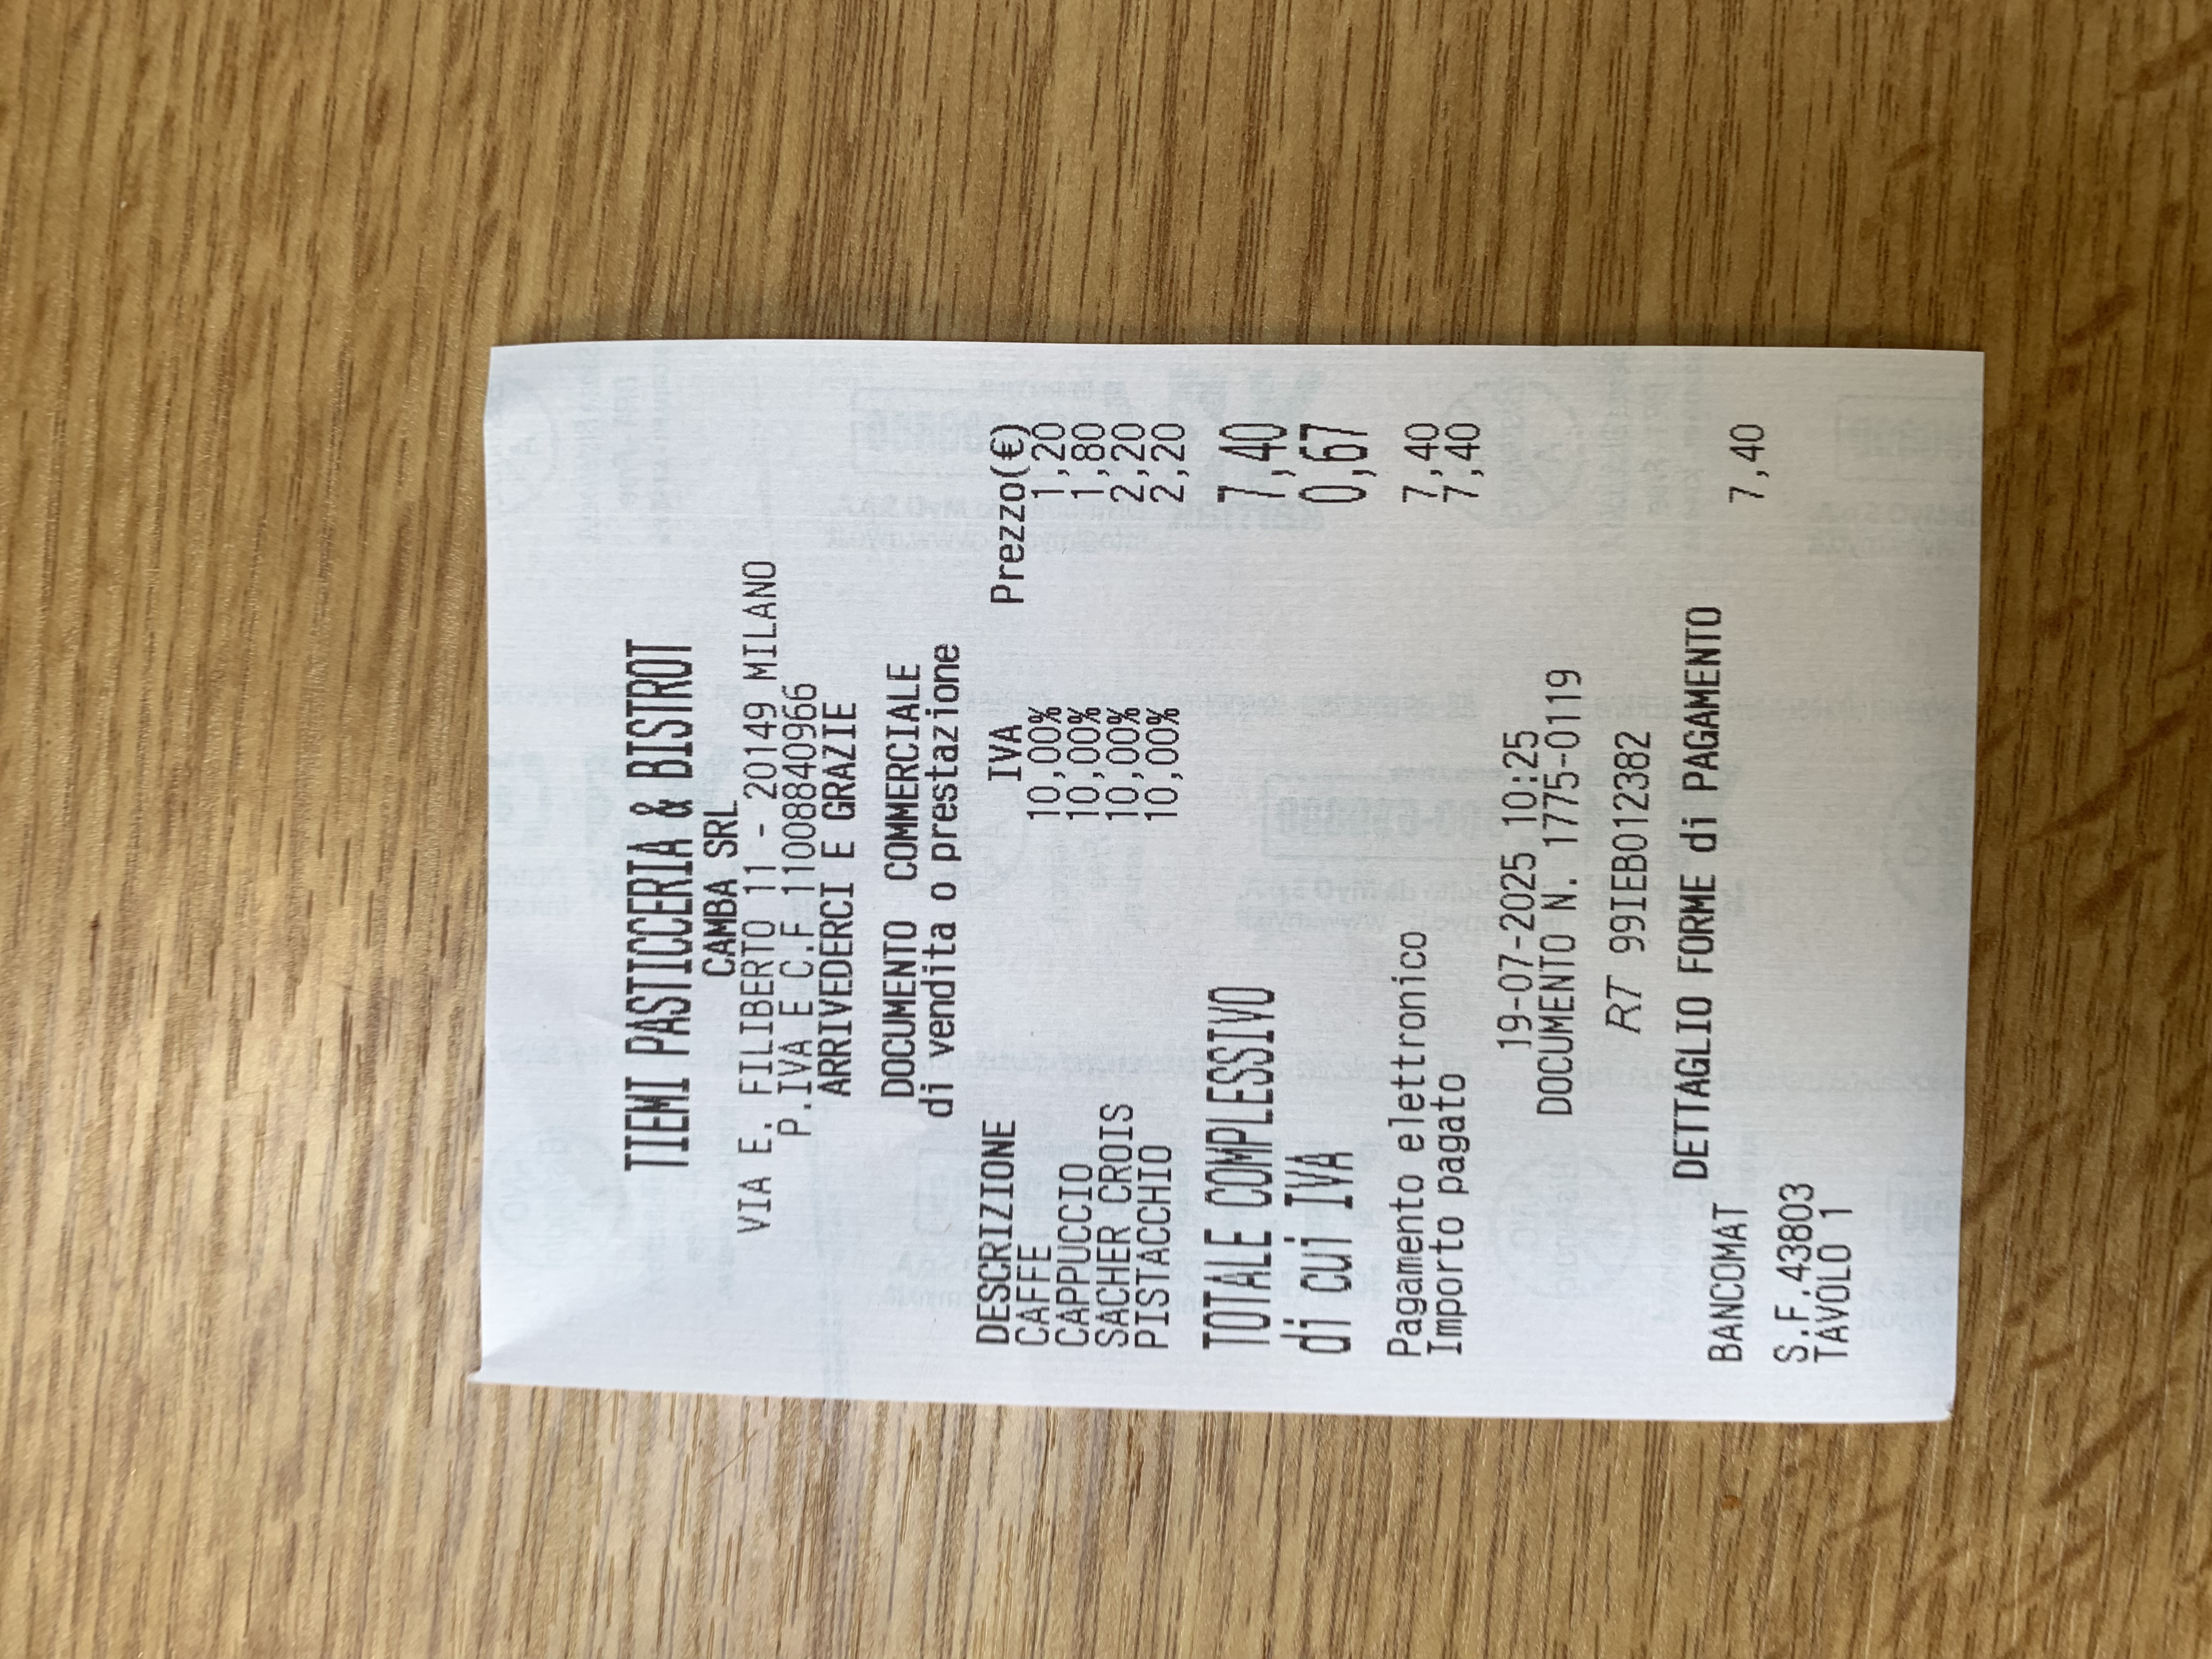 TIEMI PASTICCERIA & BISTROT
CAMBA SRL
VIA E. FILIBERTO 11 - 20149 MILANO
P.IVA E C.F 11008840966
ARRIVEDERCI E GRAZIE
DOCUMENTO COMMERCIALE
di vendita o prestazione
DESCRIZIONE IVA Prezzo(€)
CAFFE 10,00% 1,20
CAPPUCCIO 10,00% 1,80
SACHER CROIS 10,00% 2,20
PISTACCHIO 10,00% 2,20
TOTALE COMPLESSIVO 7,40
di cui IVA 0,67
Pagamento elettronico 7,40
Importo pagato 7,40
19-07-2025 10:25
DOCUMENTO N. 1775-0119
RT 99IEB012382
DETTAGLIO FORME di PAGAMENTO
BANCOMAT 7,40
S.F.43803
TAVOLO 1